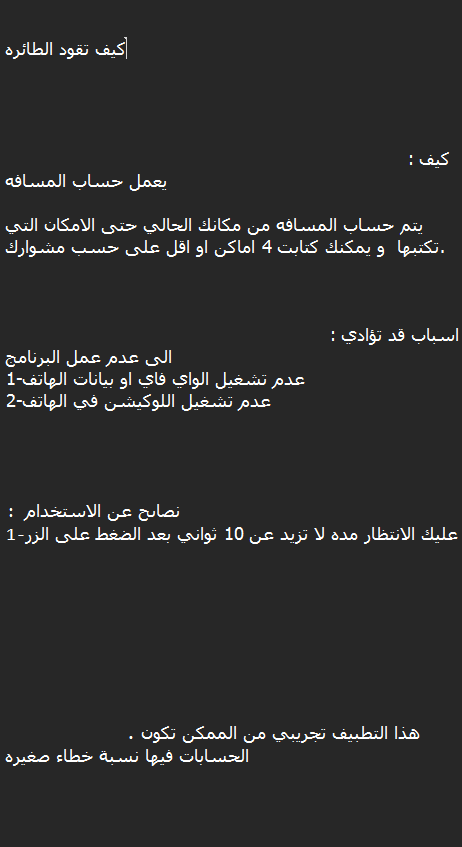 كيف تقود الطائره
كيف :
يعمل حساب المسافه
يتم حساب المسافه من مكانك الحالي حتى الامكان التي
تكتبها و يمكنك كتابت 4 اماكن او اقل على حسب مشوارك.
اسباب قد تؤادي :
الى عدم عمل البرنامج
1-عدم تشغيل الواي فاي او بيانات الهاتف
2-عدم تشغيل اللوكيشن في الهاتف
نصايح عن الاستخدام :
1-عليك الانتظار مده لا تزيد عن 10 ثواني بعد الضغط على الزر
هذا التطبيف تجريبي من الممكن تكون .
الحسابات فيها نسبة خطاء صغيره